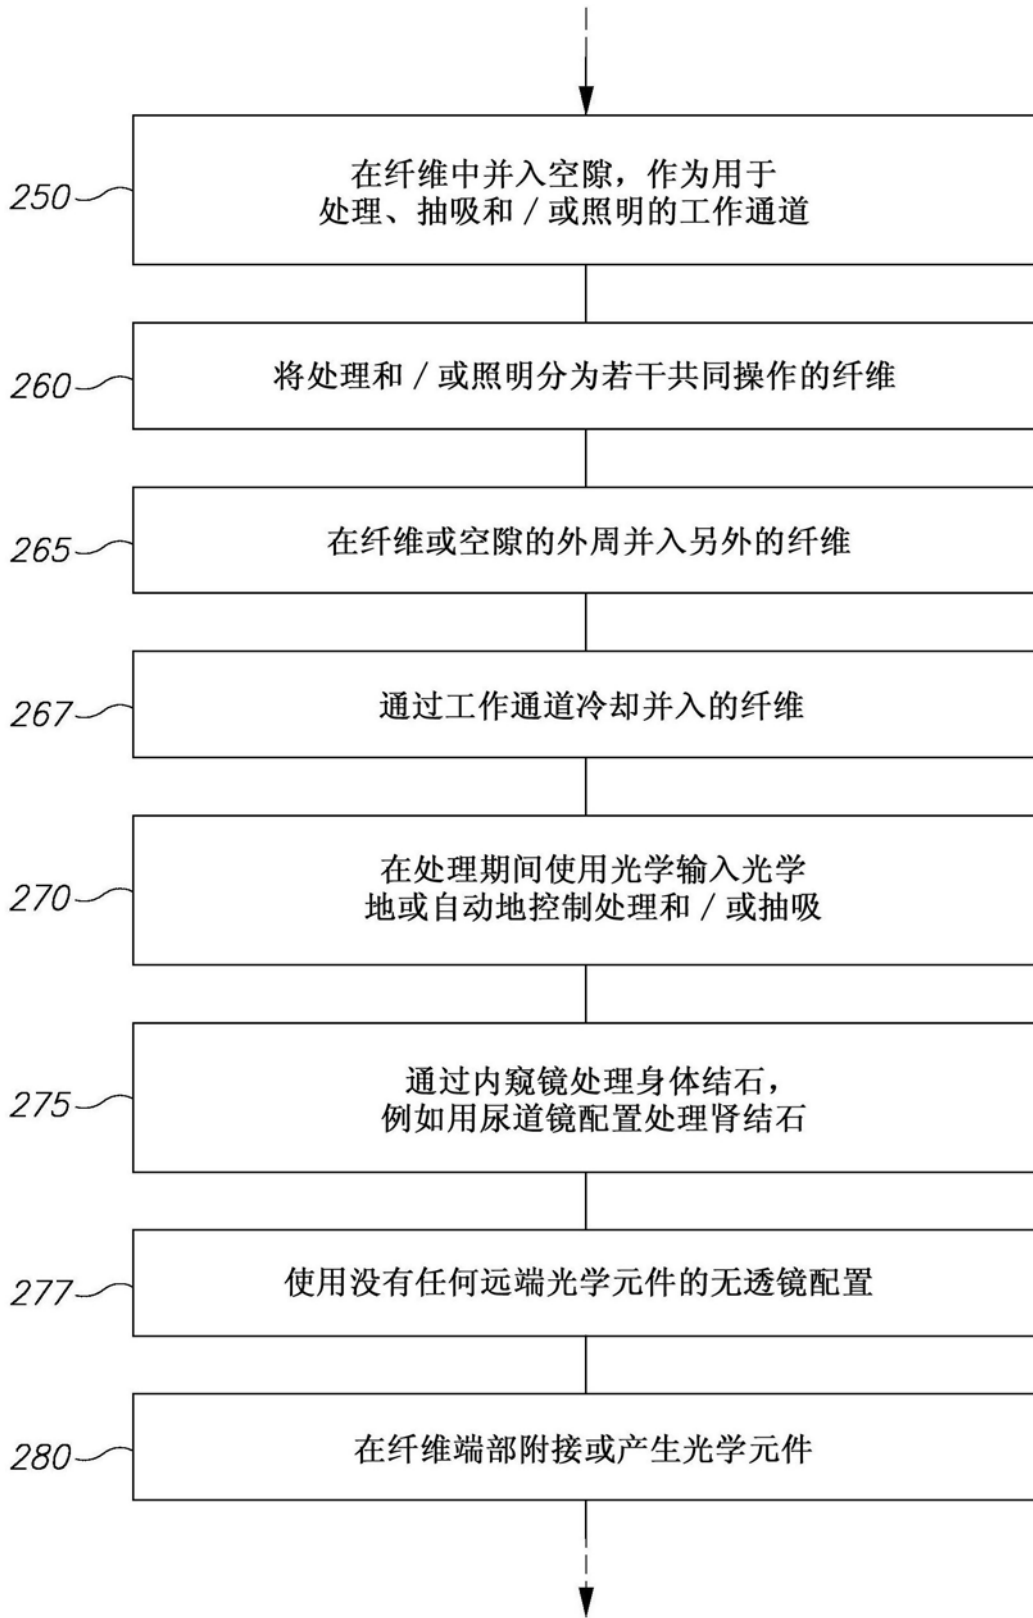 250
在纤维中并入空隙，作为用于
处理、抽吸和 / 或照明的工作通道
260
将处理和 / 或照明分为若干共同操作的纤维
265
在纤维或空隙的外周并入另外的纤维
267
通过工作通道冷却并入的纤维
270
在处理期间使用光学输入光学
地或自动地控制处理和 / 或抽吸
275
通过内窥镜处理身体结石，
例如用尿道镜配置处理肾结石
277
使用没有任何远端光学元件的无透镜配置
280
在纤维端部附接或产生光学元件